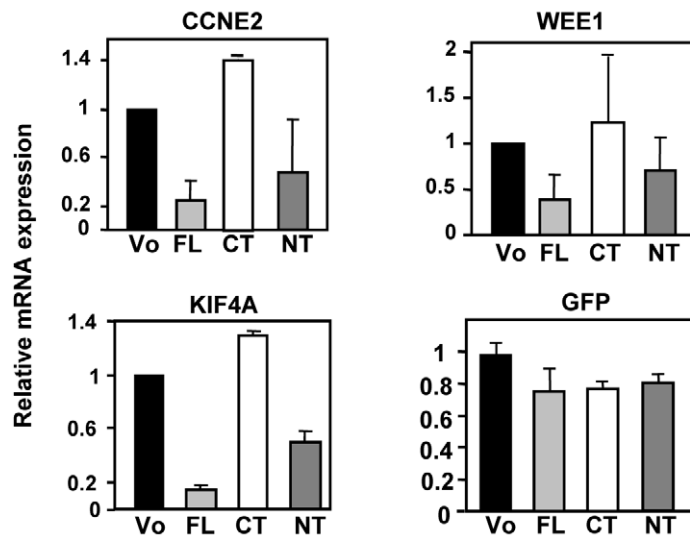 CCNE2
1.4
1
0.6
0.2
0
Vo FL CT NT
WEE1
2
1.5
1
0.5
0
Vo FL CT NT
Relative mRNA expression
KIF4A
1.4
1
0.6
0.2
0
Vo FL CT NT
GFP
1
0.8
0.6
0.4
0.2
0
Vo FL CT NT